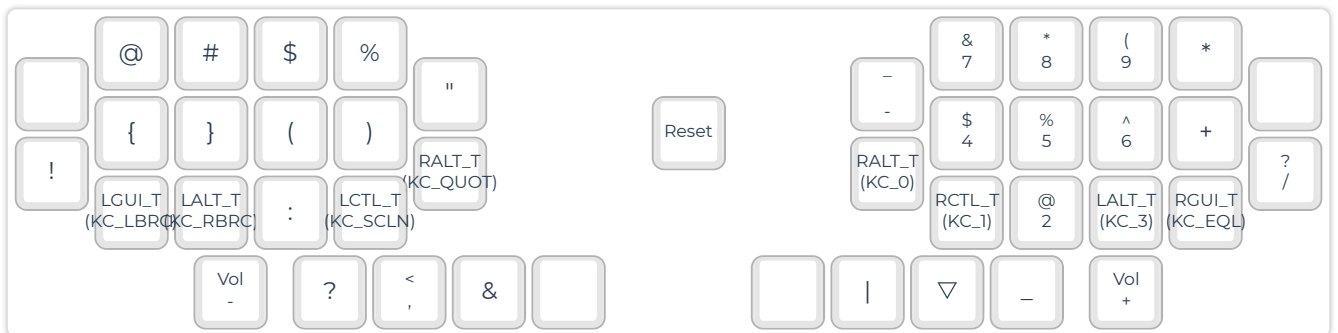 @ # $ % & * ( *
7 8 9
" _
-
{ } ( ) Reset $ % ^ +
4 5 6
! RALT_T RALT_T ?
(KC_QUOT) (KC_0) /
LGUI_T LALT_T : LCTL_T RCTL_T @ LALT_T RGUI_T
(KC_LBRC) (KC_RBRC) (KC_SCLN) (KC_1) 2 (KC_3) (KC_EQL)
Vol ? < & | ▽ _ Vol
- , +